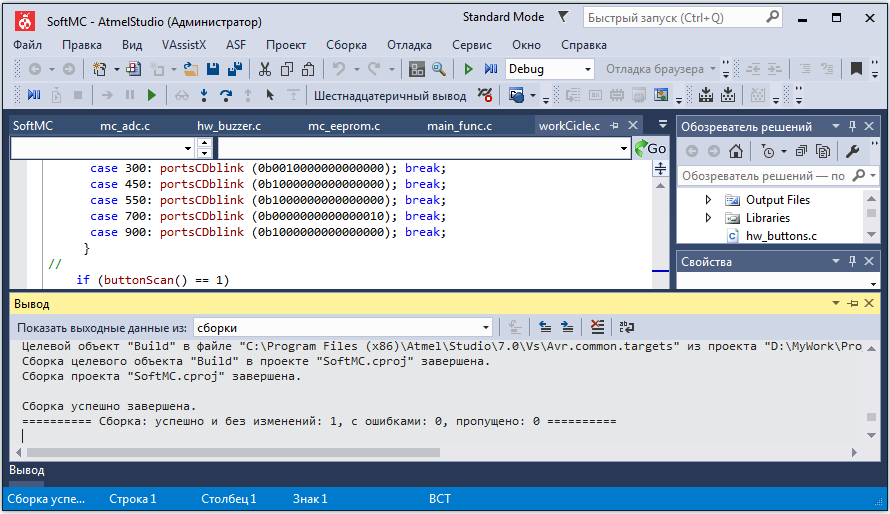 SoftMC - AtmelStudio (Администратор)
Standard Mode
Быстрый запуск (Ctrl+Q)
Файл Правка VAssistX ASF Проект Сборка Отладка Сервис Окно Справка
Debug Отладка браузера
Шестнадцатеричный вывод
SoftMC mc_adc.c hw_buzzer.c mc_eeprom.c main_func.c workCicle.c
Go
case 300: portsCDblink (0b0010000000000000); break;
case 450: portsCDblink (0b1000000000000000); break;
case 550: portsCDblink (0b1000000000000000); break;
case 700: portsCDblink (0b0000000000000010); break;
case 900: portsCDblink (0b1000000000000000); break;
}
//
if (buttonScan() == 1)
Обозреватель решений
Обозреватель решений — по
Output Files
Libraries
hw_buttons.c
Свойства
Вывод
Показать выходные данные из: сборки
Целевой объект "Build" в файле "C:\Program Files (x86)\Atmel\Studio\7.0\Vs\Avr.common.targets" из проекта "D:\MyWork\Pro
Сборка целевого объекта "Build" в проекте "SoftMC.cproj" завершена.
Сборка проекта "SoftMC.cproj" завершена.
Сборка успешно завершена.
========== Сборка: успешно и без изменений: 1, с ошибками: 0, пропущено: 0 ==========
Вывод
Сборка успе... Строка 1 Столбец 1 Знак 1 ВСТ